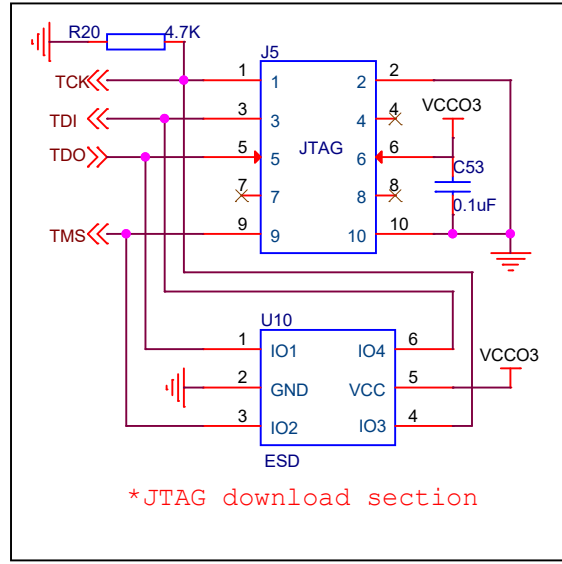 R20 4.7K
J5
TCK 1 1 2 2
VCCO3
TDI 3 3 4 4
JTAG
TDO 5 5 6 6
C53
7 7 8 8
0.1uF
TMS 9 9 10 10
U10
1 IO1 IO4 6
VCCO3
2 GND VCC 5
3 IO2 IO3 4
ESD
*JTAG download section